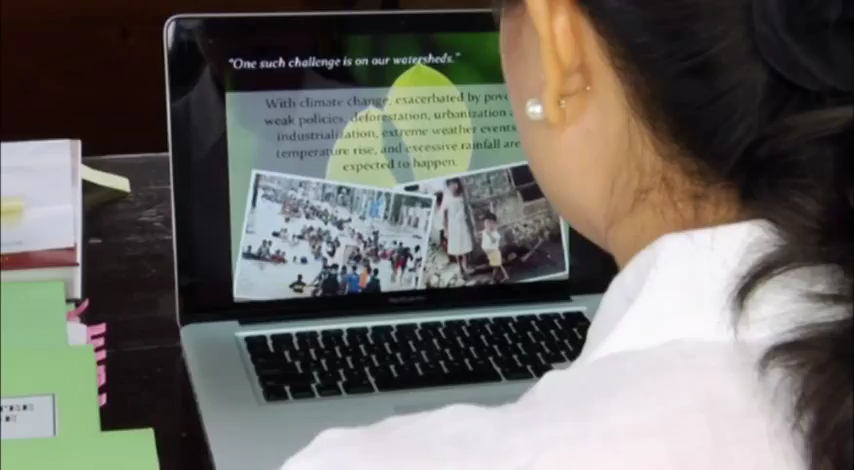 "One such challenge is on our watersheds."
With climate change, exacerbated by
weak policies, deforestation, urbanization
industrialization, extreme weather events
temperature rise, and excessive rainfall are
expected to happen.